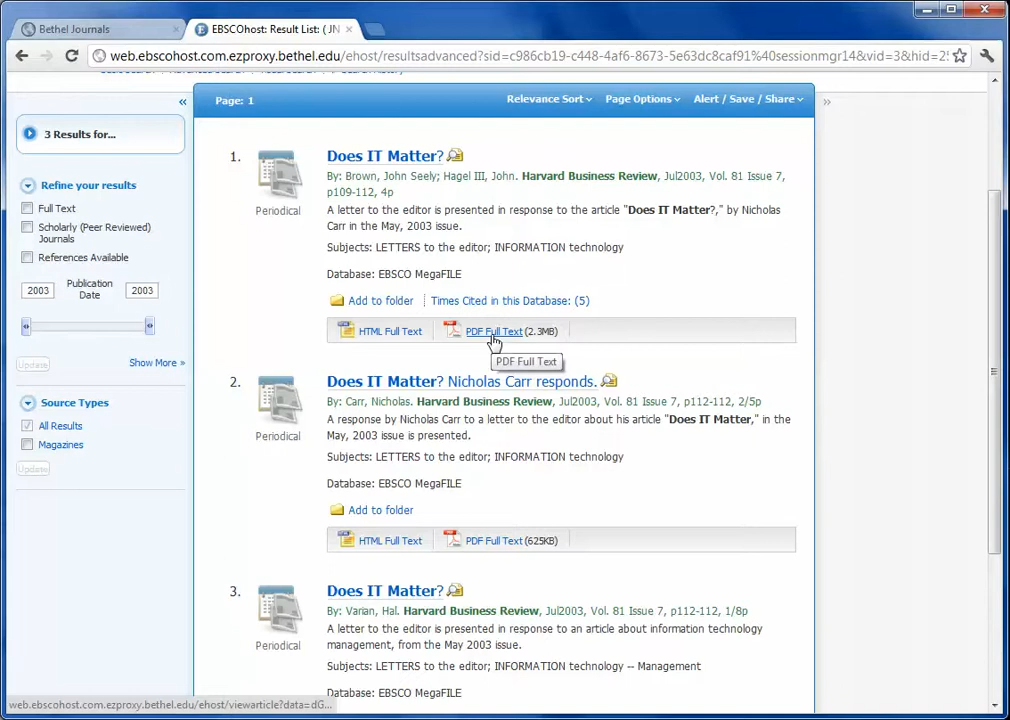 Bethel Journals
EBSCOhost: Result List: ( JN
web.ebscohost.com.ezproxy.bethel.edu/ehost/resultsadvanced?sid=c986cb19-c448-4af6-8673-5e63dc8caf91%40sessionmgr14&vid=3&hid=2
Page: 1
Relevance Sort
Page Options
Alert / Save / Share
«
»
3 Results for...
Refine your results
Full Text
Scholarly (Peer Reviewed)
Journals
References Available
Publication
Date
2003
2003
Show More »
Update
Source Types
All Results
Magazines
Update
1.
Periodical
Does IT Matter?
By: Brown, John Seely; Hagel III, John. Harvard Business Review, Jul2003, Vol. 81 Issue 7,
p109-112, 4p
A letter to the editor is presented in response to the article "Does IT Matter?," by Nicholas
Carr in the May, 2003 issue.
Subjects: LETTERS to the editor; INFORMATION technology
Database: EBSCO MegaFILE
Add to folder
Times Cited in this Database: (5)
HTML Full Text
PDF Full Text (2.3MB)
PDF Full Text
2.
Periodical
Does IT Matter? Nicholas Carr responds.
By: Carr, Nicholas. Harvard Business Review, Jul2003, Vol. 81 Issue 7, p112-112, 2/5p
A response by Nicholas Carr to a letter to the editor about his article "Does IT Matter," in the
May, 2003 issue is presented.
Subjects: LETTERS to the editor; INFORMATION technology
Database: EBSCO MegaFILE
Add to folder
HTML Full Text
PDF Full Text (625KB)
3.
Periodical
Does IT Matter?
By: Varian, Hal. Harvard Business Review, Jul2003, Vol. 81 Issue 7, p112-112, 1/8p
A letter to the editor is presented in response to an article about information technology
management, from the May 2003 issue.
Subjects: LETTERS to the editor; INFORMATION technology -- Management
Database: EBSCO MegaFILE
web.ebscohost.com.ezproxy.bethel.edu/ehost/viewarticle?data=dG...